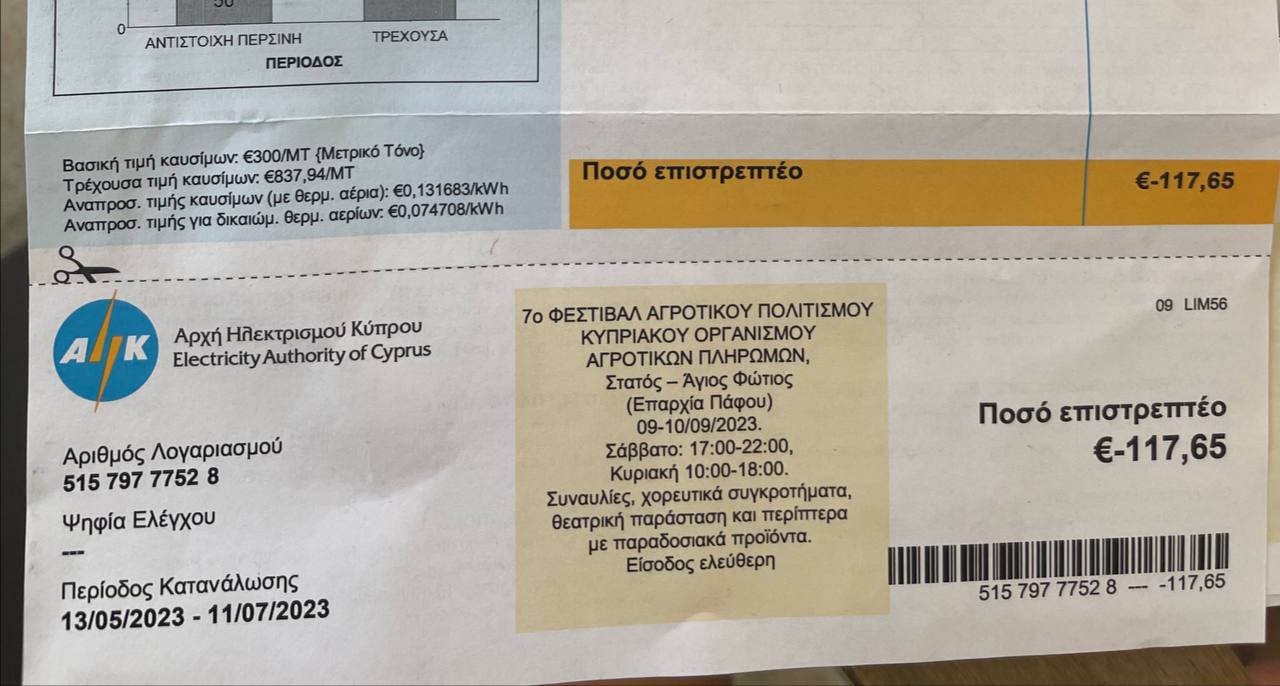 50
0
ΑΝΤΙΣΤΟΙΧΗ ΠΕΡΣΙΝΗ
ΤΡΕΧΟΥΣΑ
ΠΕΡΙΟΔΟΣ
Βασική τιμή καυσίμων: €300/MT {Μετρικό Τόνο}
Τρέχουσα τιμή καυσίμων: €837,94/MT
Αναπροσ. τιμής καυσίμων (με θερμ. αέρια): €0,131683/kWh
Αναπροσ. τιμής για δικαιώμ. θερμ. αερίων: €0,074708/kWh
Ποσό επιστρεπτέο
€-117,65
AHK
Αρχή Ηλεκτρισμού Κύπρου
Electricity Authority of Cyprus
Αριθμός Λογαριασμού
515 797 7752 8
Ψηφία Ελέγχου
---
Περίοδος Κατανάλωσης
13/05/2023 - 11/07/2023
7ο ΦΕΣΤΙΒΑΛ ΑΓΡΟΤΙΚΟΥ ΠΟΛΙΤΙΣΜΟΥ
ΚΥΠΡΙΑΚΟΥ ΟΡΓΑΝΙΣΜΟΥ
ΑΓΡΟΤΙΚΩΝ ΠΛΗΡΩΜΩΝ,
Στατός – Άγιος Φώτιος
(Επαρχία Πάφου)
09-10/09/2023.
Σάββατο: 17:00-22:00,
Κυριακή 10:00-18:00.
Συναυλίες, χορευτικά συγκροτήματα,
θεατρική παράσταση και περίπτερα
με παραδοσιακά προϊόντα.
Είσοδος ελεύθερη
09 LIM56
Ποσό επιστρεπτέο
€-117,65
515 797 7752 8 --- -117,65